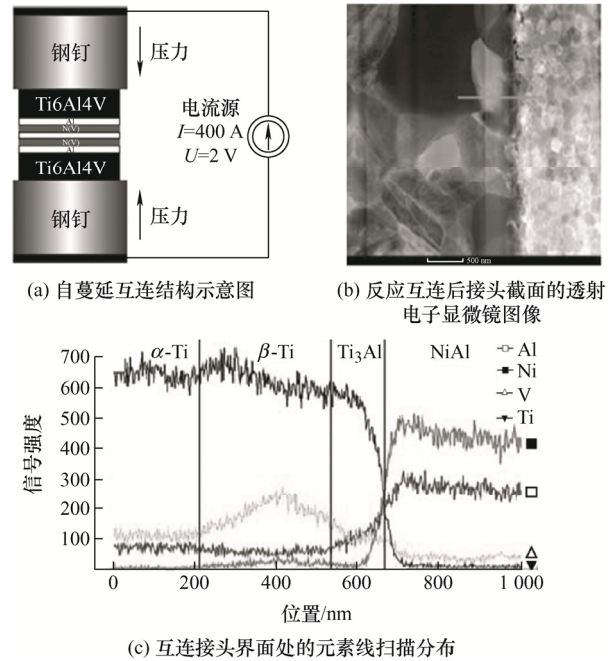 钢钉
压力
Ti6Al4V
Al
N(V)
N(V)
Al
Ti6Al4V
钢钉
压力
电流源
I=400 A
U=2 V
(a) 自蔓延互连结构示意图
500 nm
(b) 反应互连后接头截面的透射
电子显微镜图像
α-Ti
β-Ti
Ti₃Al
NiAl
Al
Ni
V
Ti
信号强度
700
600
500
400
300
200
100
0
200
400
600
800
1 000
位置/nm
(c) 互连接头界面处的元素线扫描分布